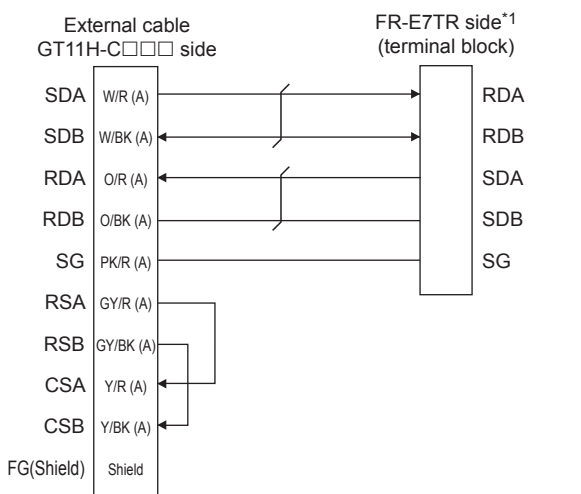 External cable
GT11H-C□□□ side
FR-E7TR side*1
(terminal block)
SDA W/R (A) RDA
SDB W/BK (A) RDB
RDA O/R (A) SDA
RDB O/BK (A) SDB
SG PK/R (A) SG
RSA GY/R (A)
RSB GY/BK (A)
CSA Y/R (A)
CSB Y/BK (A)
FG(Shield) Shield